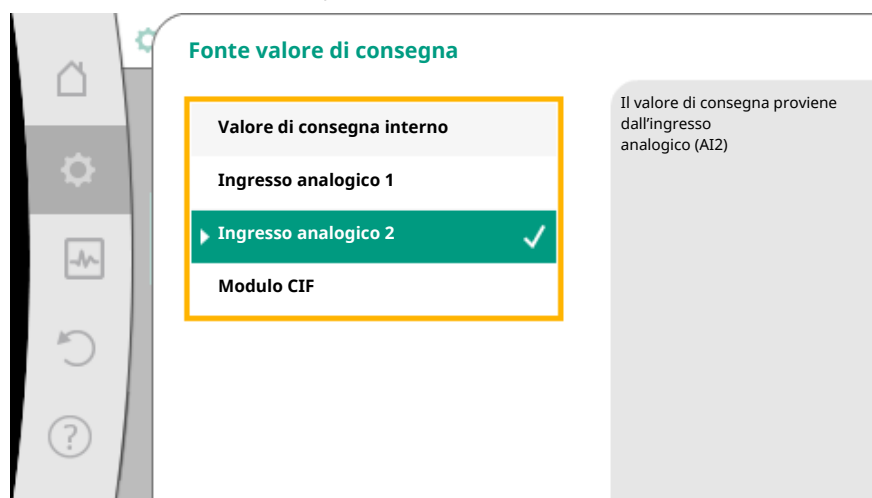 Fonte valore di consegna
Valore di consegna interno
Ingresso analogico 1
Ingresso analogico 2
Modulo CIF
Il valore di consegna proviene
dall'ingresso
analogico (AI2)
?